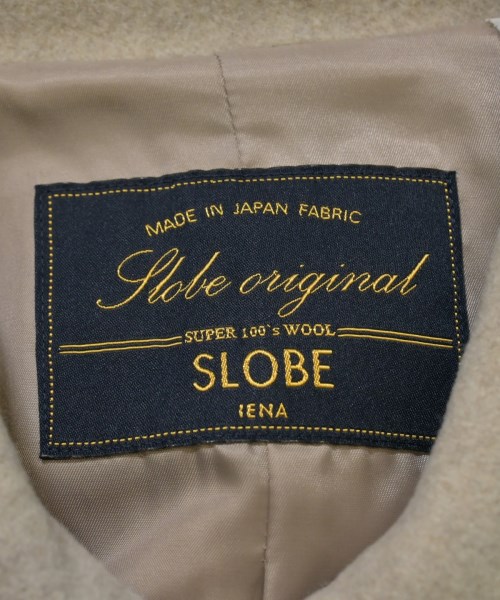 MADE IN JAPAN FABRIC
Slobe original
SUPER 100's WOOL
SLOBE
IENA